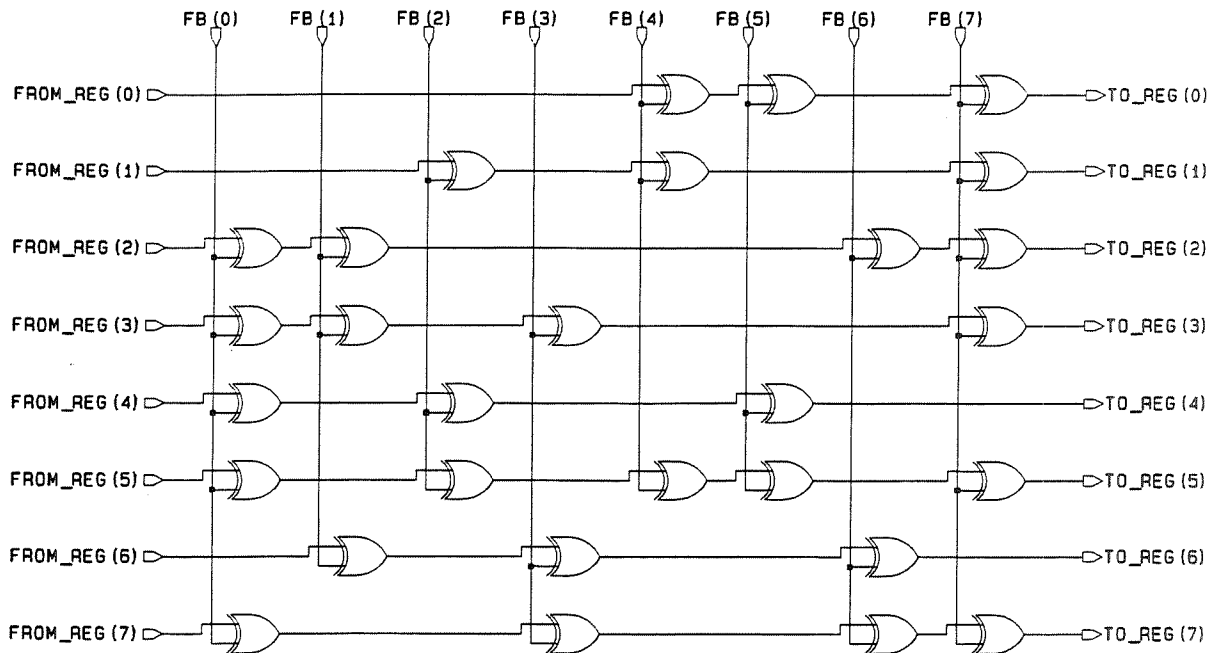 FB(0) FB(1) FB(2) FB(3) FB(4) FB(5) FB(6) FB(7)
FROM_REG(0) TO_REG(0)
FROM_REG(1) TO_REG(1)
FROM_REG(2) TO_REG(2)
FROM_REG(3) TO_REG(3)
FROM_REG(4) TO_REG(4)
FROM_REG(5) TO_REG(5)
FROM_REG(6) TO_REG(6)
FROM_REG(7) TO_REG(7)